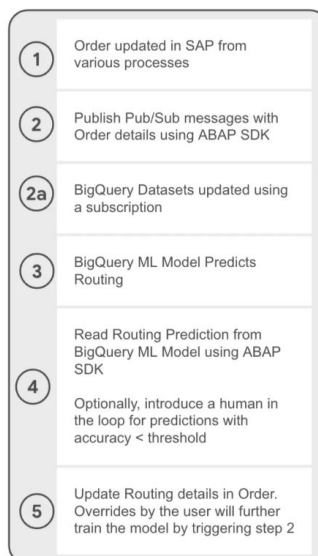 1
Order updated in SAP from
various processes
2
Publish Pub/Sub messages with
Order details using ABAP SDK
2a
BigQuery Datasets updated using
a subscription
3
BigQuery ML Model Predicts
Routing
4
Read Routing Prediction from
BigQuery ML Model using ABAP
SDK
Optionally, introduce a human in
the loop for predictions with
accuracy < threshold
5
Update Routing details in Order.
Overrides by the user will further
train the model by triggering step 2